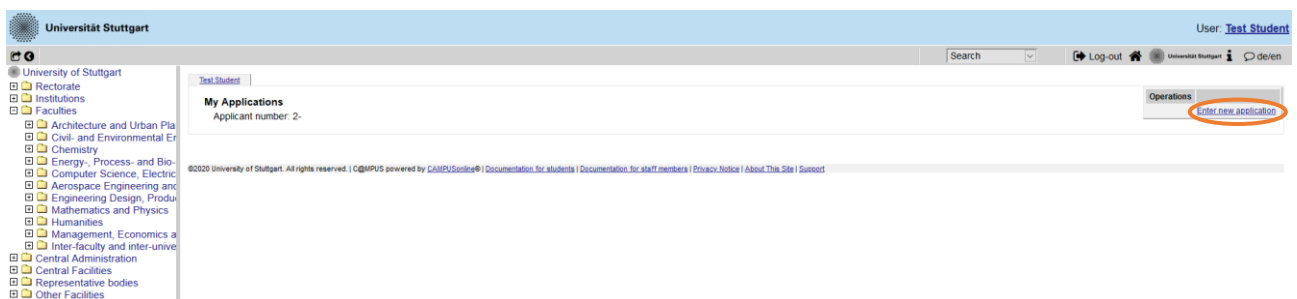 Universität Stuttgart
User: Test Student
Search
Log-out
Universität Stuttgart
de/en
University of Stuttgart
Rectorate
Institutions
Faculties
Architecture and Urban Pla
Civil- and Environmental Er
Chemistry
Energy-, Process- and Bio-
Computer Science, Electric
Aerospace Engineering and
Engineering Design, Produ
Mathematics and Physics
Humanities
Management, Economics a
Inter-faculty and inter-unive
Central Administration
Central Facilities
Representative bodies
Other Facilities
Test Student
My Applications
Applicant number: 2-
Operations
Enter new application
©2020 University of Stuttgart. All rights reserved. | C@MPUS powered by CAMPUSonline® | Documentation for students | Documentation for staff members | Privacy Notice | About This Site | Support